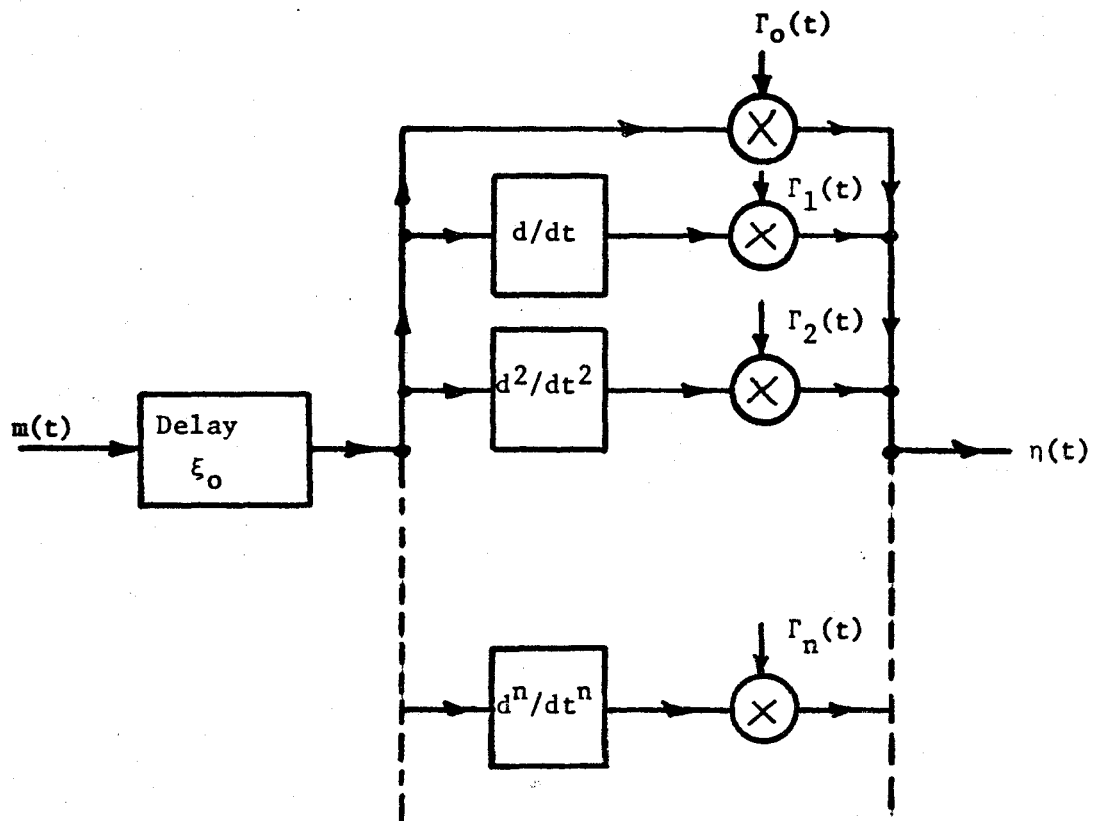 Γo(t)
Γ1(t)
d/dt
Γ2(t)
d²/dt²
m(t)
Delay
ξo
η(t)
Γn(t)
dⁿ/dtⁿ